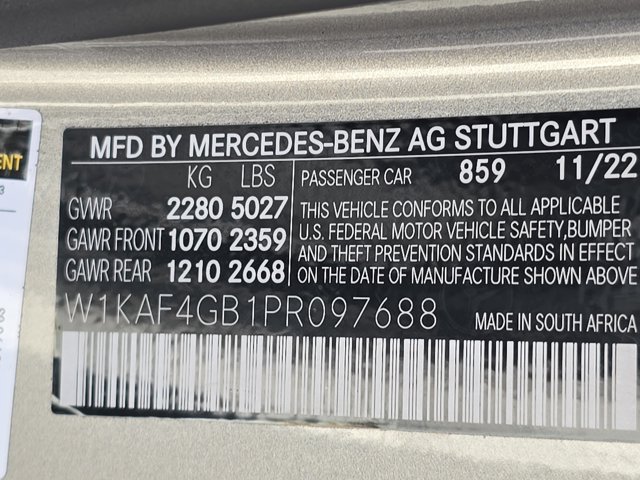 MFD BY MERCEDES-BENZ AG STUTTGART
KG LBS PASSENGER CAR 859 11/22
GVWR 2280 5027 THIS VEHICLE CONFORMS TO ALL APPLICABLE
GAWR FRONT 1070 2359 U.S. FEDERAL MOTOR VEHICLE SAFETY,BUMPER
GAWR REAR 1210 2668 AND THEFT PREVENTION STANDARDS IN EFFECT
ON THE DATE OF MANUFACTURE SHOWN ABOVE
W1KAF4GB1PR097688 MADE IN SOUTH AFRICA